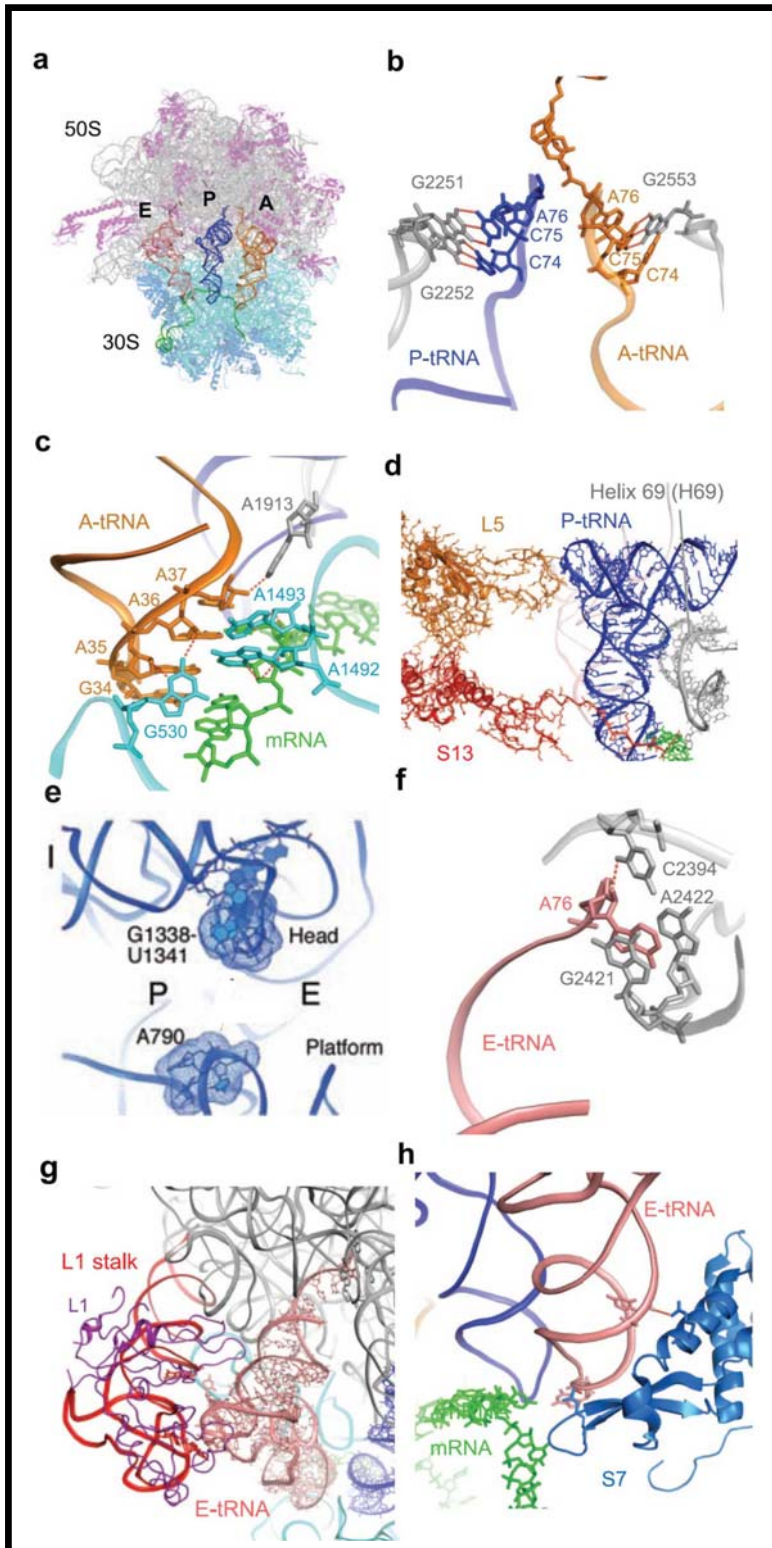 a
50S
E
P
A
30S
b
G2251
G2553
A76
A76
C75
C75
C74
C74
G2252
P-tRNA
A-tRNA
c
A-tRNA
A1913
A37
A36
A1493
A35
A1492
G34
G530
mRNA
d
Helix 69 (H69)
L5
P-tRNA
S13
e
I
G1338-
U1341
Head
P
E
A790
Platform
f
C2394
A76
A2422
G2421
E-tRNA
g
L1 stalk
L1
E-tRNA
h
E-tRNA
mRNA
S7